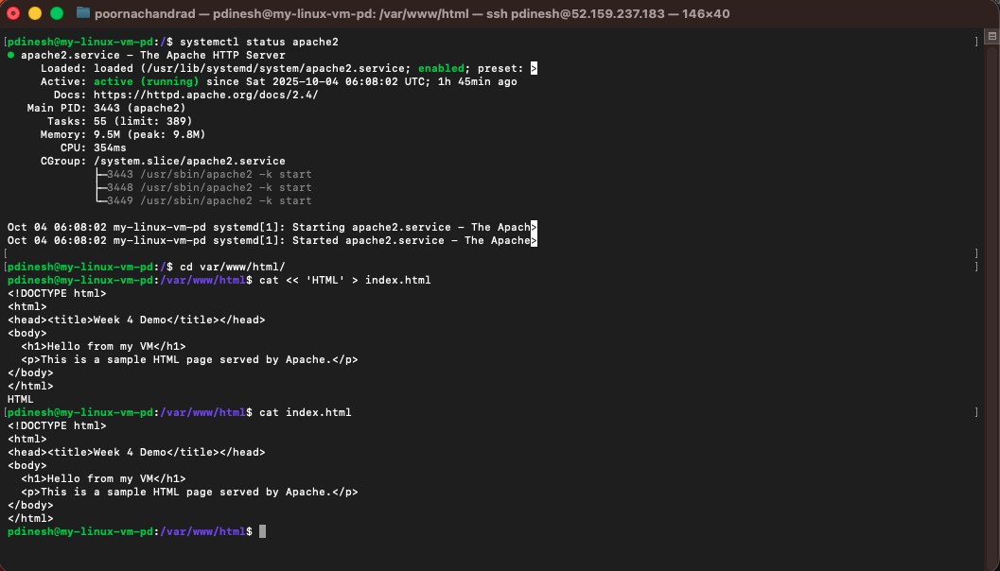 poornachandrad — pdinesh@my-linux-vm-pd: /var/www/html — ssh pdinesh@52.159.237.183 — 146×40
[pdinesh@my-linux-vm-pd:/$ systemctl status apache2 ]
● apache2.service - The Apache HTTP Server
     Loaded: loaded (/usr/lib/systemd/system/apache2.service; enabled; preset: >
     Active: active (running) since Sat 2025-10-04 06:08:02 UTC; 1h 45min ago
       Docs: https://httpd.apache.org/docs/2.4/
   Main PID: 3443 (apache2)
      Tasks: 55 (limit: 389)
     Memory: 9.5M (peak: 9.8M)
        CPU: 354ms
     CGroup: /system.slice/apache2.service
             ├─3443 /usr/sbin/apache2 -k start
             ├─3448 /usr/sbin/apache2 -k start
             └─3449 /usr/sbin/apache2 -k start

Oct 04 06:08:02 my-linux-vm-pd systemd[1]: Starting apache2.service - The Apach>
Oct 04 06:08:02 my-linux-vm-pd systemd[1]: Started apache2.service - The Apache>
[ ]
[pdinesh@my-linux-vm-pd:/$ cd var/www/html/ ]
pdinesh@my-linux-vm-pd:/var/www/html$ cat << 'HTML' > index.html
<!DOCTYPE html>
<html>
<head><title>Week 4 Demo</title></head>
<body>
  <h1>Hello from my VM</h1>
  <p>This is a sample HTML page served by Apache.</p>
</body>
</html>
HTML
[pdinesh@my-linux-vm-pd:/var/www/html$ cat index.html ]
<!DOCTYPE html>
<html>
<head><title>Week 4 Demo</title></head>
<body>
  <h1>Hello from my VM</h1>
  <p>This is a sample HTML page served by Apache.</p>
</body>
</html>
pdinesh@my-linux-vm-pd:/var/www/html$